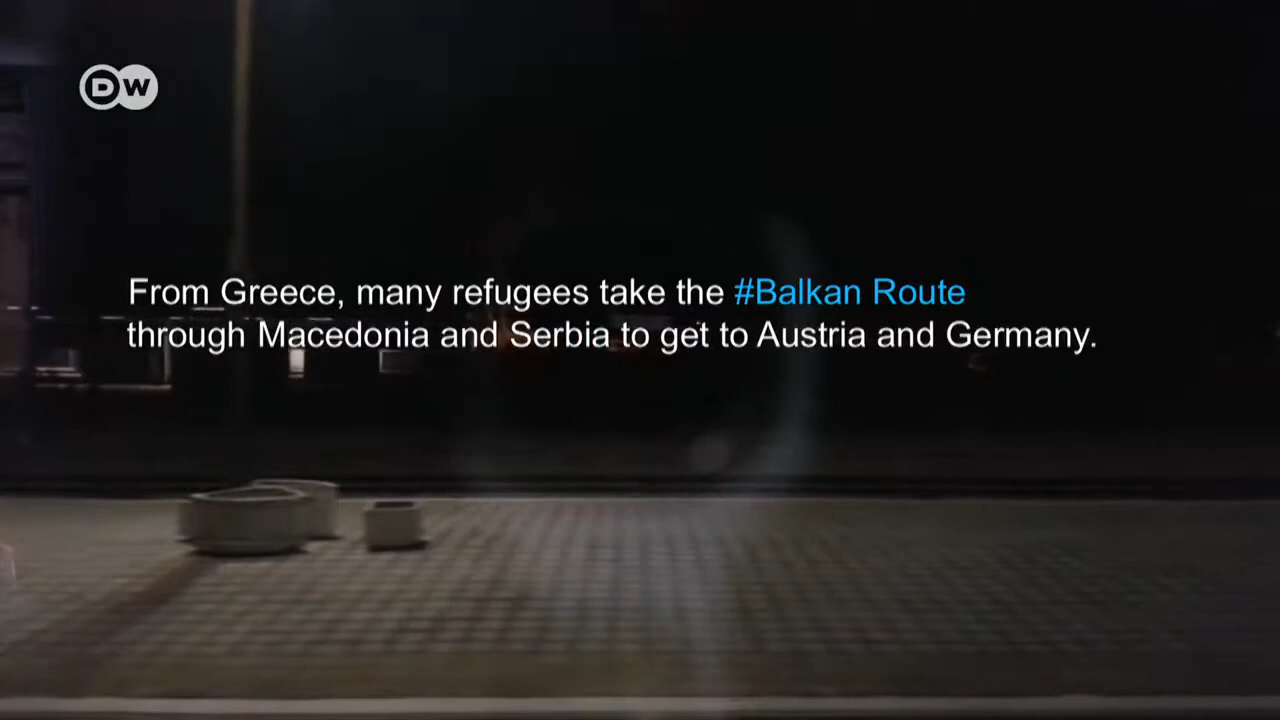 DW
From Greece, many refugees take the #Balkan Route
through Macedonia and Serbia to get to Austria and Germany.